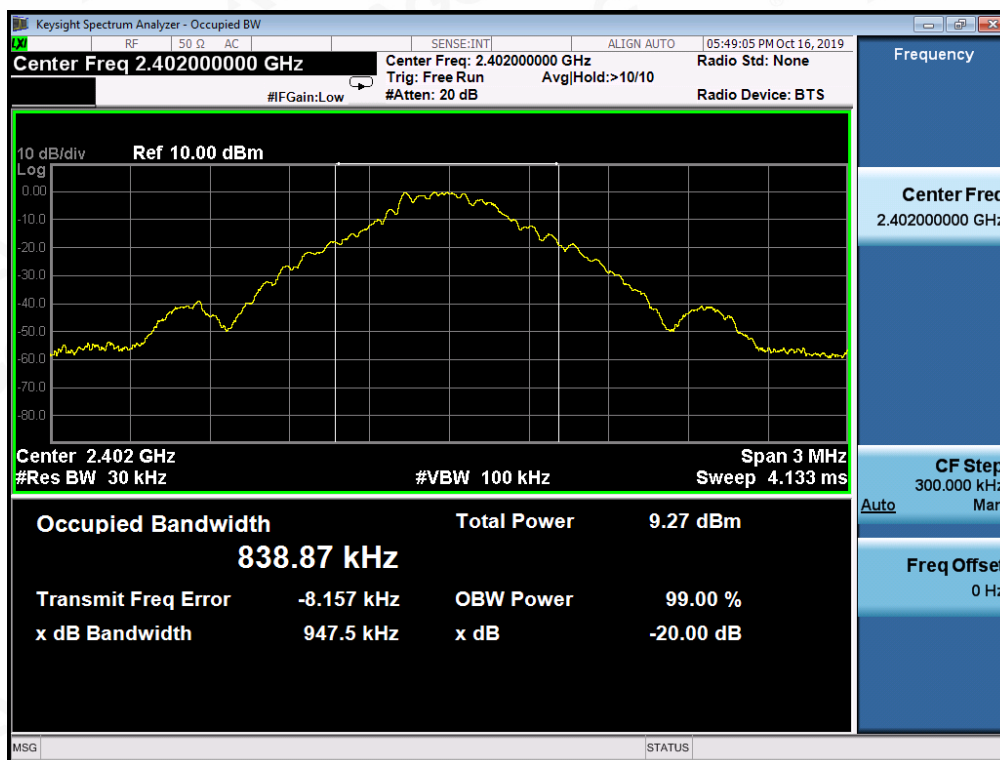 Keysight Spectrum Analyzer - Occupied BW
LXI RF 50 Ω AC SENSE:INT ALIGN AUTO 05:49:05 PM Oct 16, 2019
Center Freq 2.402000000 GHz
Center Freq: 2.402000000 GHz
Radio Std: None
Trig: Free Run Avg|Hold:>10/10
#IFGain:Low
#Atten: 20 dB
Radio Device: BTS
10 dB/div Ref 10.00 dBm
Log
0.00
-10.0
-20.0
-30.0
-40.0
-50.0
-60.0
-70.0
-80.0
Center 2.402 GHz Span 3 MHz
#Res BW 30 kHz #VBW 100 kHz Sweep 4.133 ms
Occupied Bandwidth Total Power 9.27 dBm
838.87 kHz
Transmit Freq Error -8.157 kHz OBW Power 99.00 %
x dB Bandwidth 947.5 kHz x dB -20.00 dB
Frequency
Center Freq
2.402000000 GHz
CF Step
300.000 kHz
Auto Man
Freq Offset
0 Hz
MSG STATUS